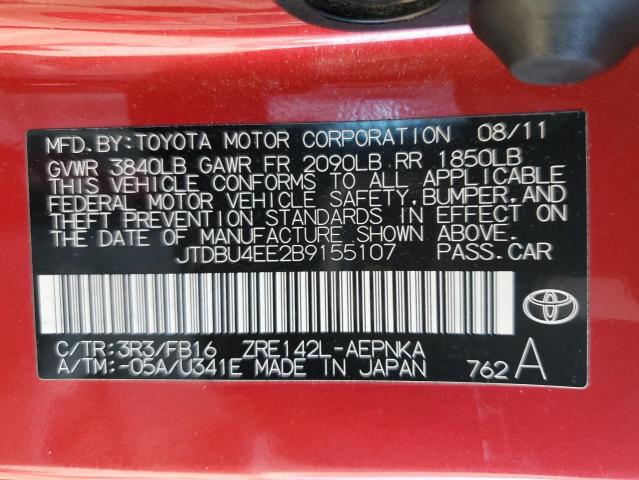 MFD. BY: TOYOTA MOTOR CORPORATION 08/11
GVWR 3840LB GAWR FR 2090LB RR 1850LB
THIS VEHICLE CONFORMS TO ALL APPLICABLE
FEDERAL MOTOR VEHICLE SAFETY, BUMPER, AND
THEFT PREVENTION STANDARDS IN EFFECT ON
THE DATE OF MANUFACTURE SHOWN ABOVE.
JTDBU4EE2B9155107 PASS. CAR
C/TR: 3R3/FB16 ZRE142L-AEPNKA
A/TM: -05A/U341E MADE IN JAPAN 762 A